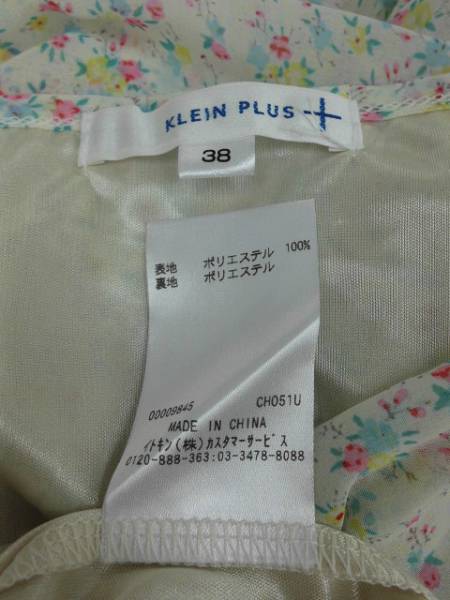 KLEIN PLUS
38
表地 ポリエステル 100%
裏地 ポリエステル
00009845 CH051U
MADE IN CHINA
イトキン(株)カスタマーサービス
0120-888-363:03-3478-8088